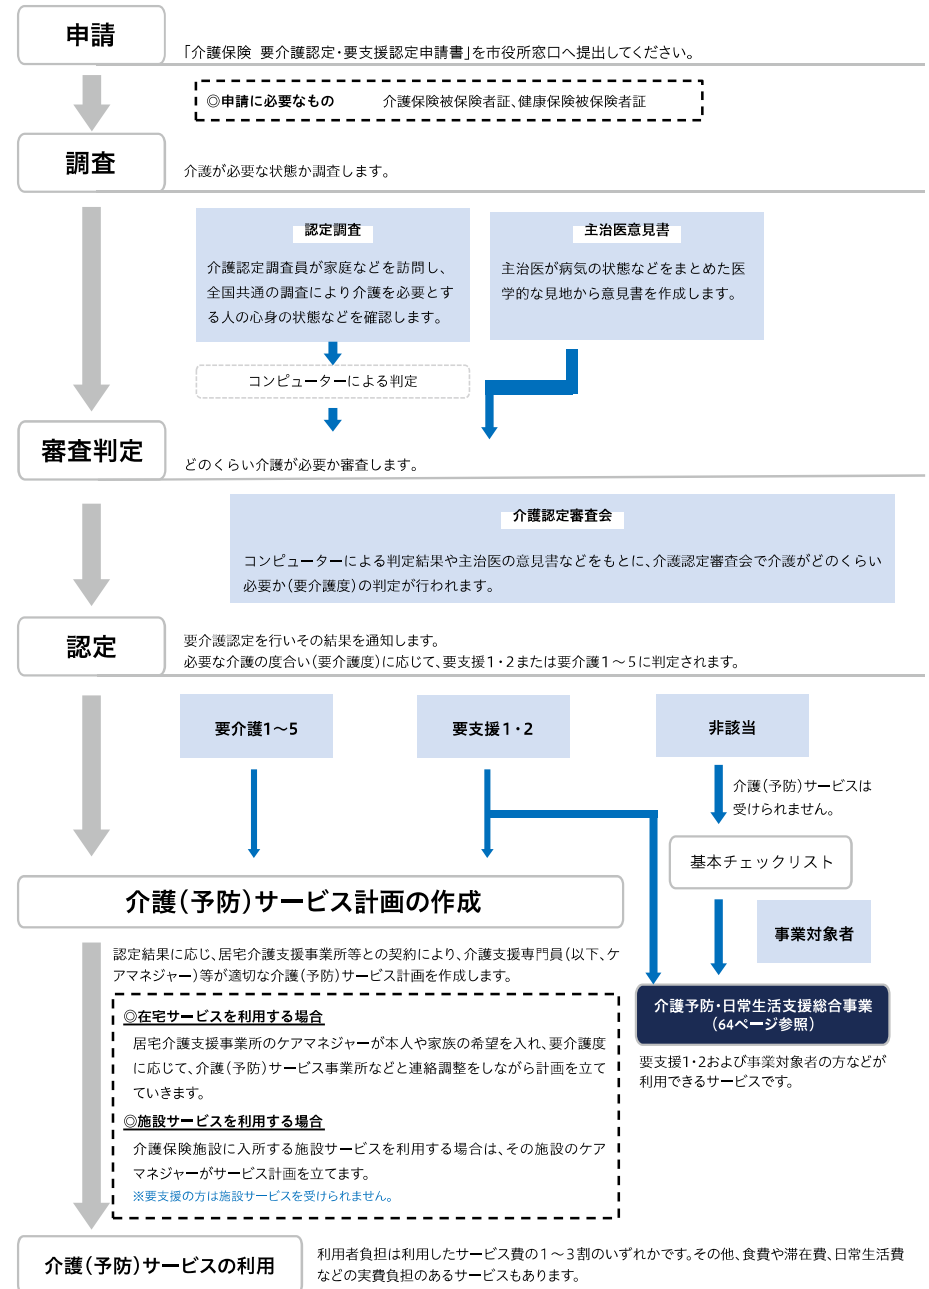 申請
「介護保険 要介護認定・要支援認定申請書」を市役所窓口へ提出してください。
◎申請に必要なもの 介護保険被保険者証、健康保険被保険者証
調査
介護が必要な状態か調査します。
認定調査
介護認定調査員が家庭などを訪問し、
全国共通の調査により介護を必要とす
る人の心身の状態などを確認します。
主治医意見書
主治医が病気の状態などをまとめた医
学的な見地から意見書を作成します。
コンピューターによる判定
審査判定
どのくらい介護が必要か審査します。
介護認定審査会
コンピューターによる判定結果や主治医の意見書などをもとに、介護認定審査会で介護がどのくらい
必要か(要介護度)の判定が行われます。
認定
要介護認定を行いその結果を通知します。
必要な介護の度合い(要介護度)に応じて、要支援1・2または要介護1～5に判定されます。
要介護1～5
要支援1・2
非該当
介護(予防)サービスは
受けられません。
基本チェックリスト
事業対象者
介護予防・日常生活支援総合事業
(64ページ参照)
要支援1・2および事業対象者の方などが
利用できるサービスです。
介護(予防)サービス計画の作成
認定結果に応じ、居宅介護支援事業所等との契約により、介護支援専門員(以下、ケ
アマネジャー)等が適切な介護(予防)サービス計画を作成します。
◎在宅サービスを利用する場合
居宅介護支援事業所のケアマネジャーが本人や家族の希望を入れ、要介護度
に応じて、介護(予防)サービス事業所などと連絡調整をしながら計画を立て
ていきます。
◎施設サービスを利用する場合
介護保険施設に入所する施設サービスを利用する場合は、その施設のケア
マネジャーがサービス計画を立てます。
※要支援の方は施設サービスを受けられません。
介護(予防)サービスの利用
利用者負担は利用したサービス費の1～3割のいずれかです。その他、食費や滞在費、日常生活費
などの実費負担のあるサービスもあります。